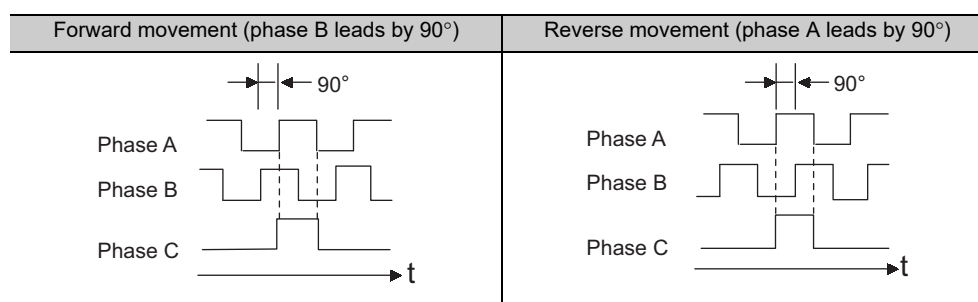 Forward movement (phase B leads by 90°)
Reverse movement (phase A leads by 90°)
90°
Phase A
Phase B
Phase C
t
90°
Phase A
Phase B
Phase C
t